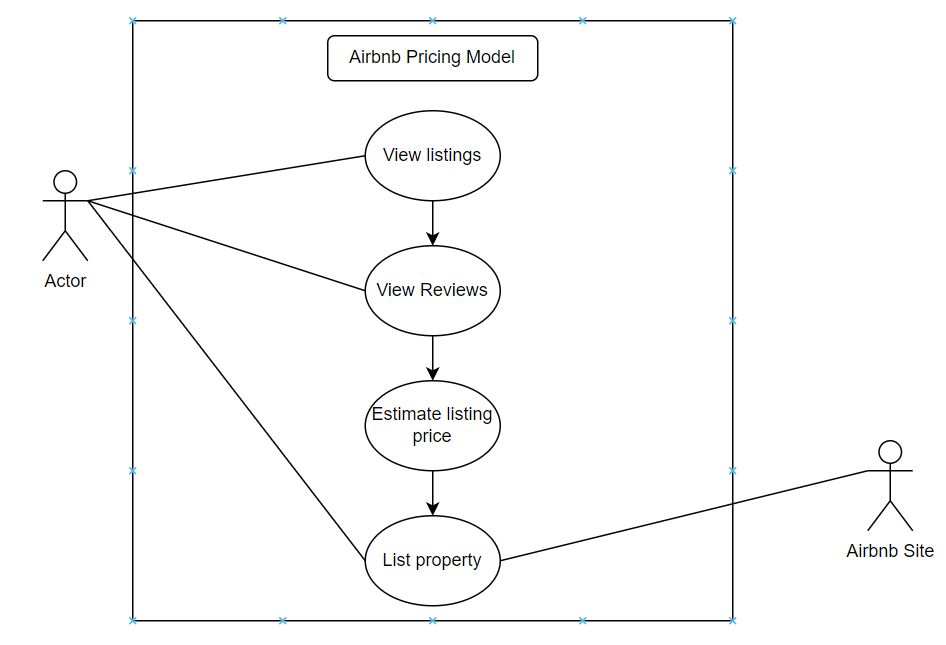 Airbnb Pricing Model
View listings
View Reviews
Actor
Estimate listing
price
List property
Airbnb Site